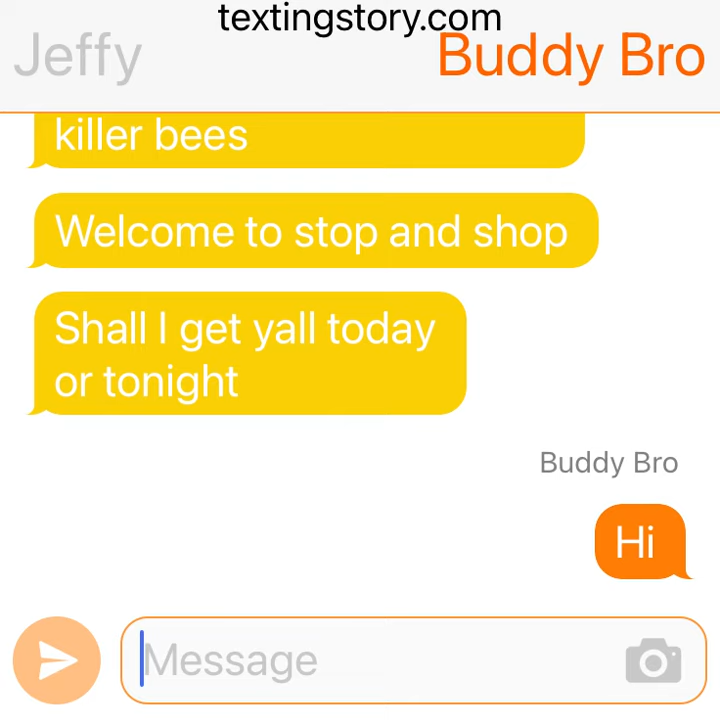 textingstory.com
Jeffy
Buddy Bro
killer bees
Welcome to stop and shop
Shall I get yall today
or tonight
Buddy Bro
Hi
Message